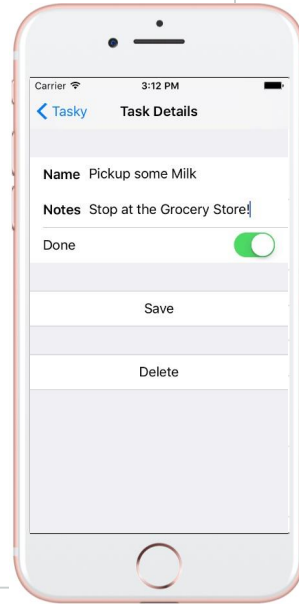 Carrier 3:12 PM
Tasky Task Details
Name Pickup some Milk
Notes Stop at the Grocery Store!
Done
Save
Delete